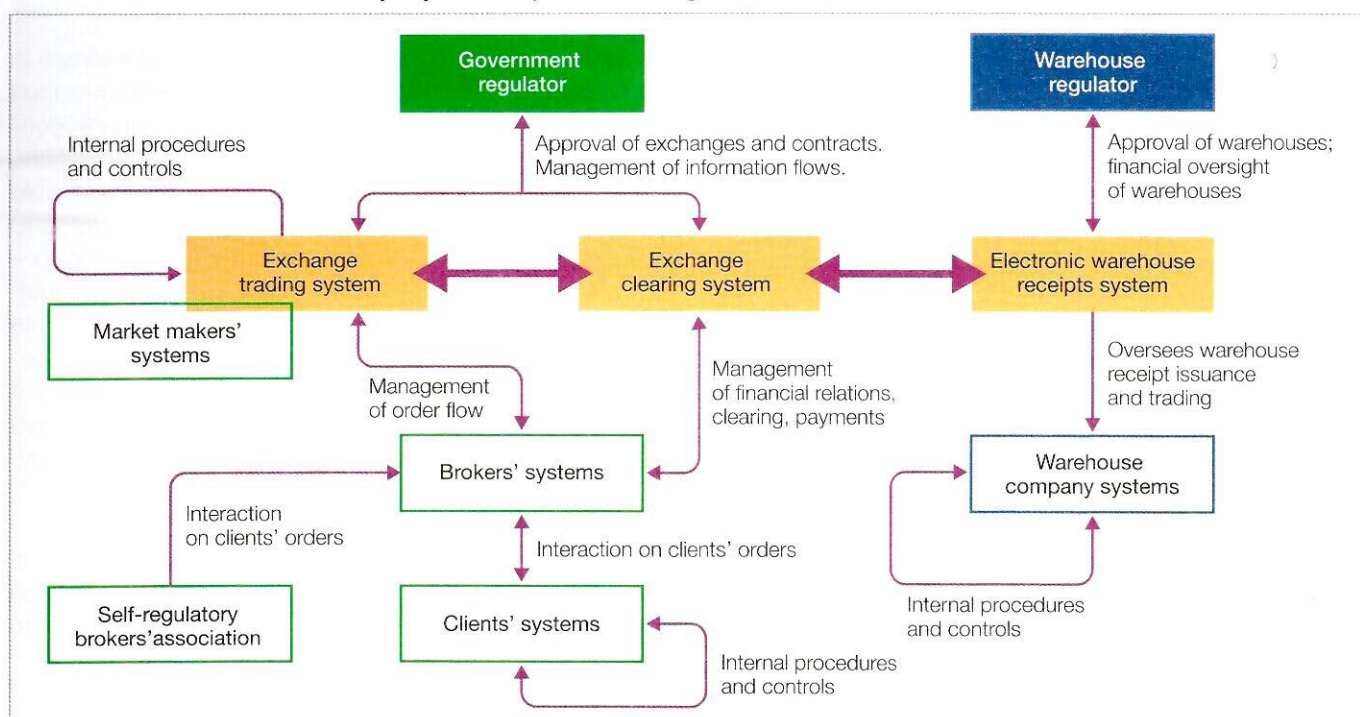 Government
regulator
Warehouse
regulator
Internal procedures
and controls
Approval of exchanges and contracts.
Management of information flows.
Approval of warehouses;
financial oversight
of warehouses
Exchange
trading system
Exchange
clearing system
Electronic warehouse
receipts system
Market makers'
systems
Management
of order flow
Management
of financial relations,
clearing, payments
Oversees warehouse
receipt issuance
and trading
Brokers' systems
Warehouse
company systems
Interaction
on clients' orders
Interaction on clients' orders
Self-regulatory
brokers'association
Clients' systems
Internal procedures
and controls
Internal procedures
and controls